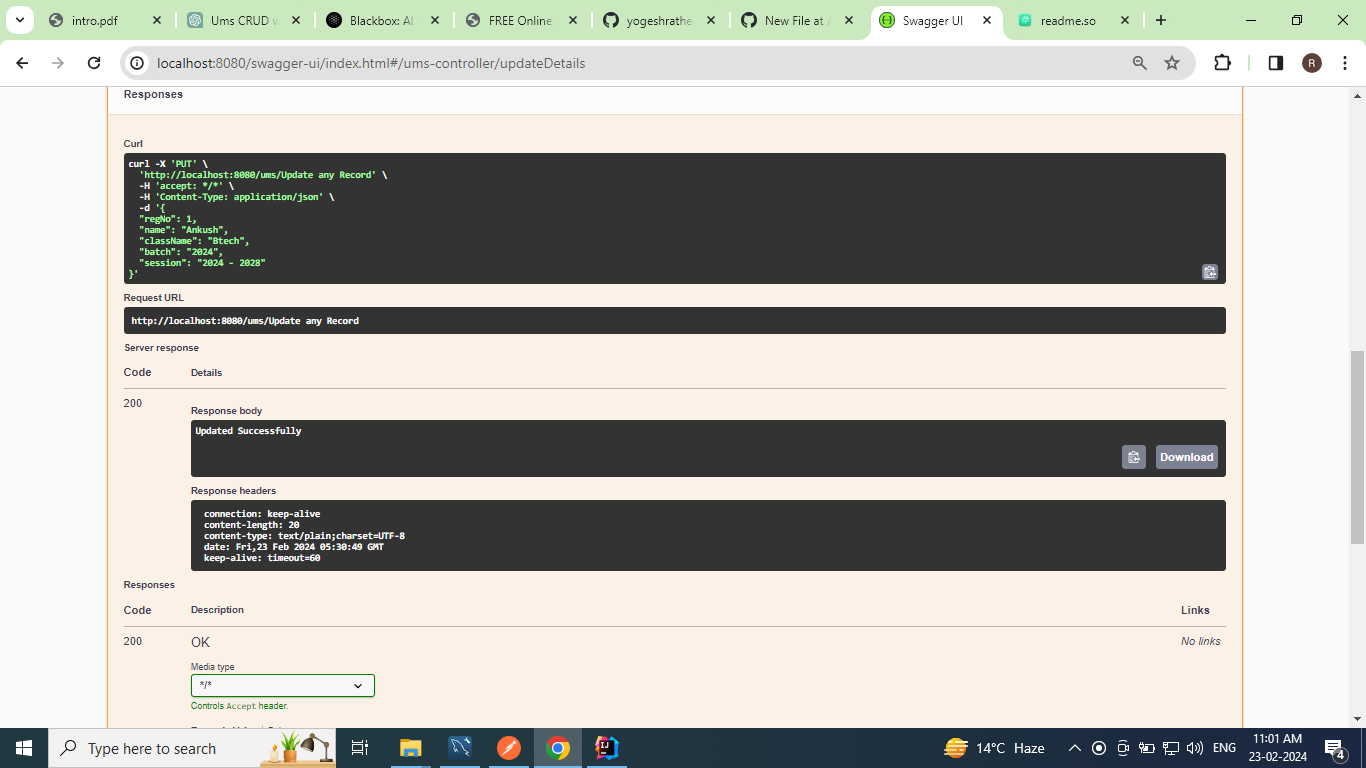 intro.pdf
Ums CRUD w
Blackbox: AI
FREE Online
yogeshrathe
New File at /
Swagger UI
readme.so
localhost:8080/swagger-ui/index.html#/ums-controller/updateDetails
R
Responses
Curl
curl -X 'PUT' \
'http://localhost:8080/ums/Update any Record' \
-H 'accept: */*' \
-H 'Content-Type: application/json' \
-d '{
"regNo": 1,
"name": "Ankush",
"className": "Btech",
"batch": "2024",
"session": "2024 - 2028"
}'
Request URL
http://localhost:8080/ums/Update any Record
Server response
Code Details
200
Response body
Updated Successfully
Download
Response headers
connection: keep-alive
content-length: 20
content-type: text/plain;charset=UTF-8
date: Fri,23 Feb 2024 05:30:49 GMT
keep-alive: timeout=60
Responses
Code Description Links
200 OK No links
Media type
*/*
Controls Accept header.
Type here to search
14°C Haze
ENG
11:01 AM
23-02-2024
4